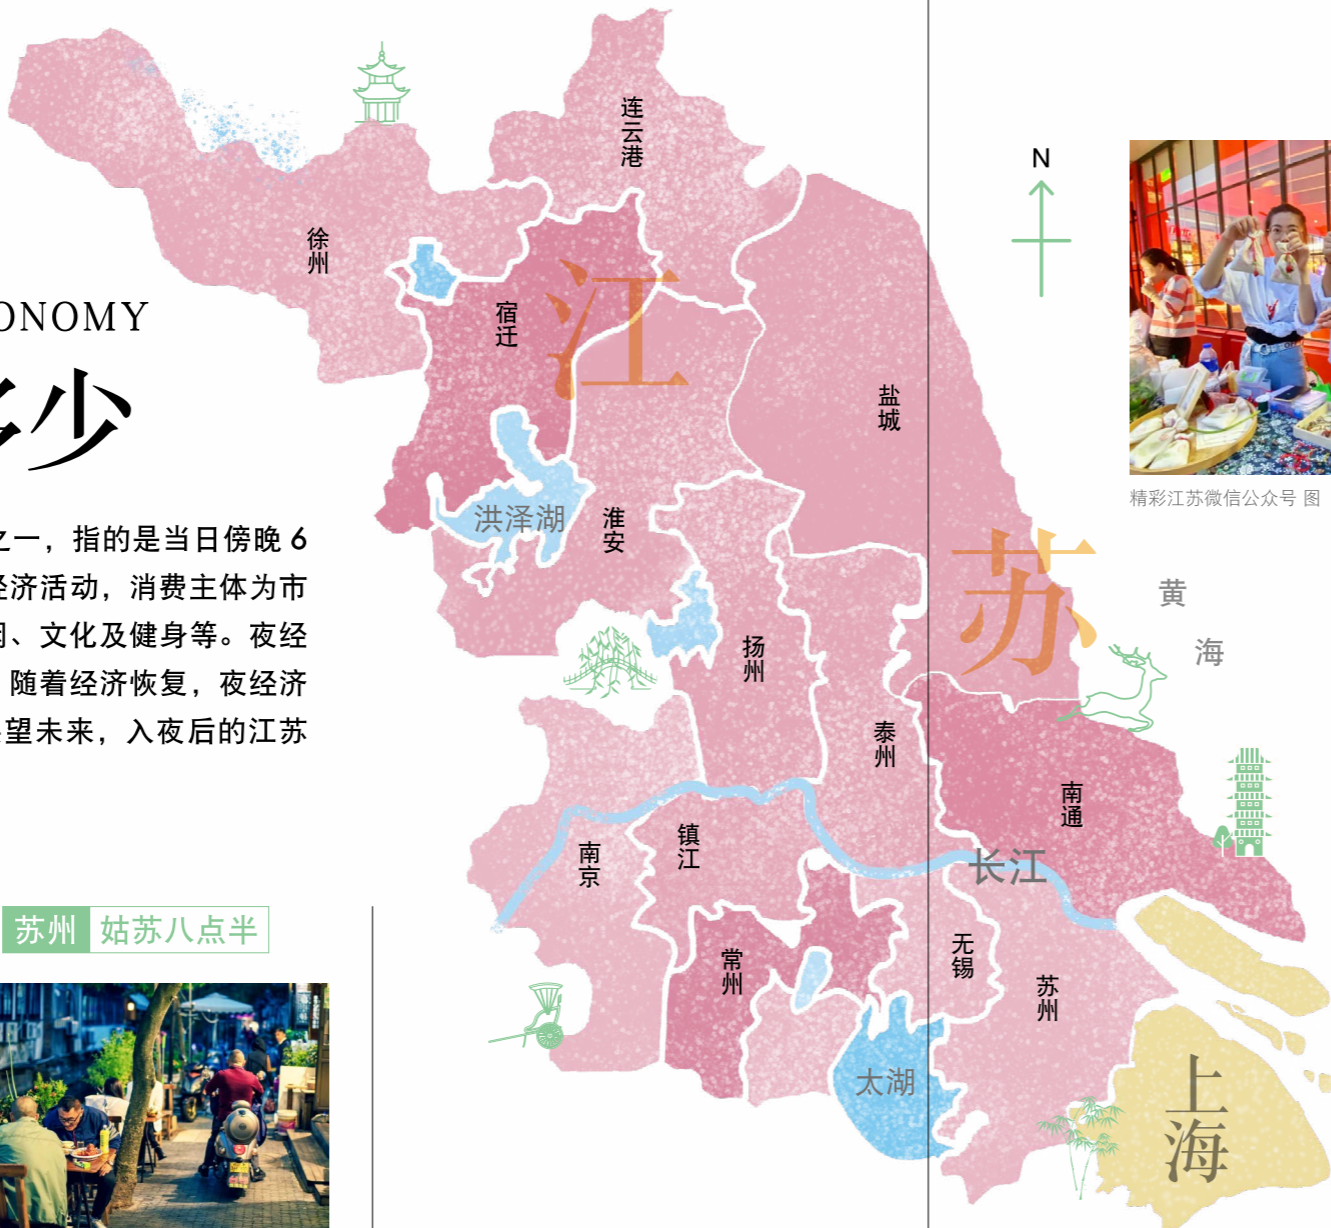 ONOMY
少
之一，指的是当日傍晚 6
经济活动，消费主体为市
、文化及健身等。夜经
随着经济恢复，夜经济
望未来，入夜后的江苏
苏州 姑苏八点半
江
苏
连云港
徐州
宿迁
盐城
洪泽湖
淮安
扬州
泰州
南通
南京
镇江
长江
常州
无锡
苏州
太湖
上海
N
精彩江苏微信公众号 图
黄海